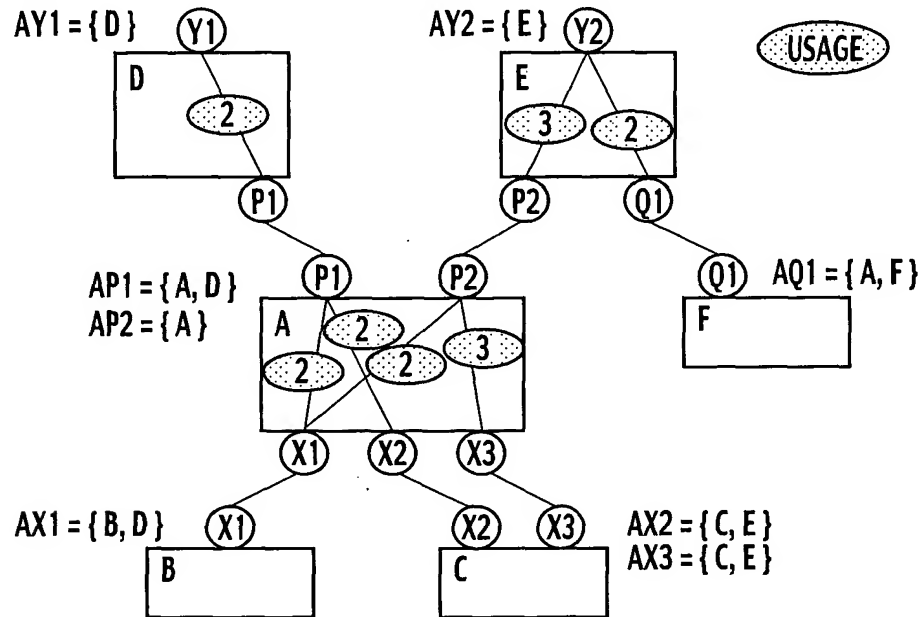 AY1 = { D }
Y1
AY2 = { E }
Y2
USAGE
D
E
2
3
2
P1
P2
Q1
P1
P2
Q1
AQ1 = { A, F }
AP1 = { A, D }
AP2 = { A }
A
F
2
2
2
3
X1
X2
X3
AX1 = { B, D }
X1
X2
X3
AX2 = { C, E }
AX3 = { C, E }
B
C